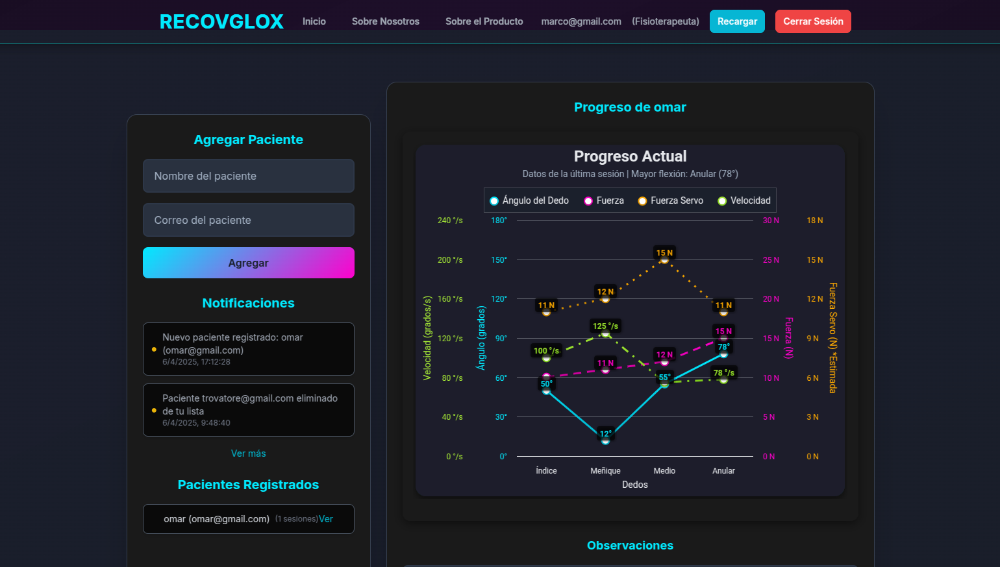 RECOVGLOX
Inicio
Sobre Nosotros
Sobre el Producto
marco@gmail.com
(Fisioterapeuta)
Recargar
Cerrar Sesión
Agregar Paciente
Nombre del paciente
Correo del paciente
Agregar
Notificaciones
Nuevo paciente registrado: omar
(omar@gmail.com)
6/4/2025, 17:12:28
Paciente trovatore@gmail.com eliminado
de tu lista
6/4/2025, 9:48:40
Ver más
Pacientes Registrados
omar (omar@gmail.com) (1 sesiones)Ver
Progreso de omar
Progreso Actual
Datos de la última sesión | Mayor flexión: Anular (78°)
Ángulo del Dedo
Fuerza
Fuerza Servo
Velocidad
Velocidad (grados/s)
240 °/s
200 °/s
160 °/s
120 °/s
80 °/s
40 °/s
0 °/s
Ángulo (grados)
180°
150°
120°
90°
60°
30°
0°
11 N
12 N
15 N
11 N
100 °/s
125 °/s
78 °/s
11 N
12 N
15 N
50°
12°
55°
78°
30 N
25 N
20 N
15 N
10 N
5 N
0 N
Fuerza (N)
18 N
15 N
12 N
9 N
6 N
3 N
0 N
Fuerza Servo (N) *Estimada
Índice
Meñique
Medio
Anular
Dedos
Observaciones